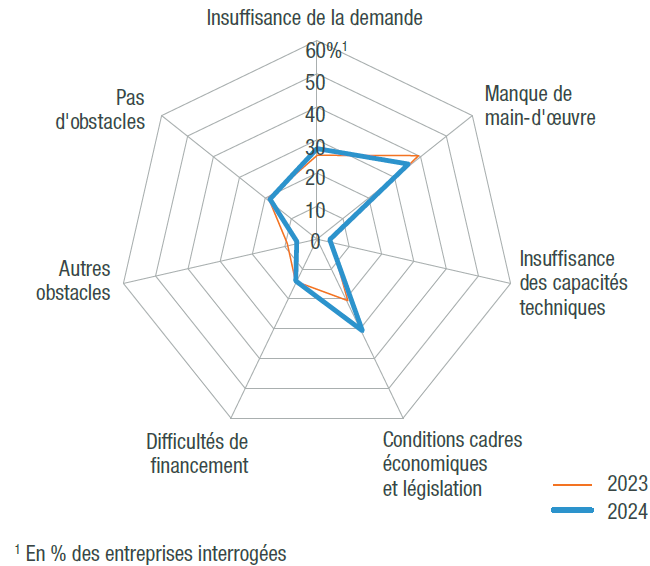 Insuffisance de la demande
60%¹
50
40
30
20
10
0
Manque de
main-d'œuvre
Insuffisance
des capacités
techniques
Conditions cadres
économiques
et législation
Difficultés de
financement
Autres
obstacles
Pas
d'obstacles
2023
2024
¹ En % des entreprises interrogées